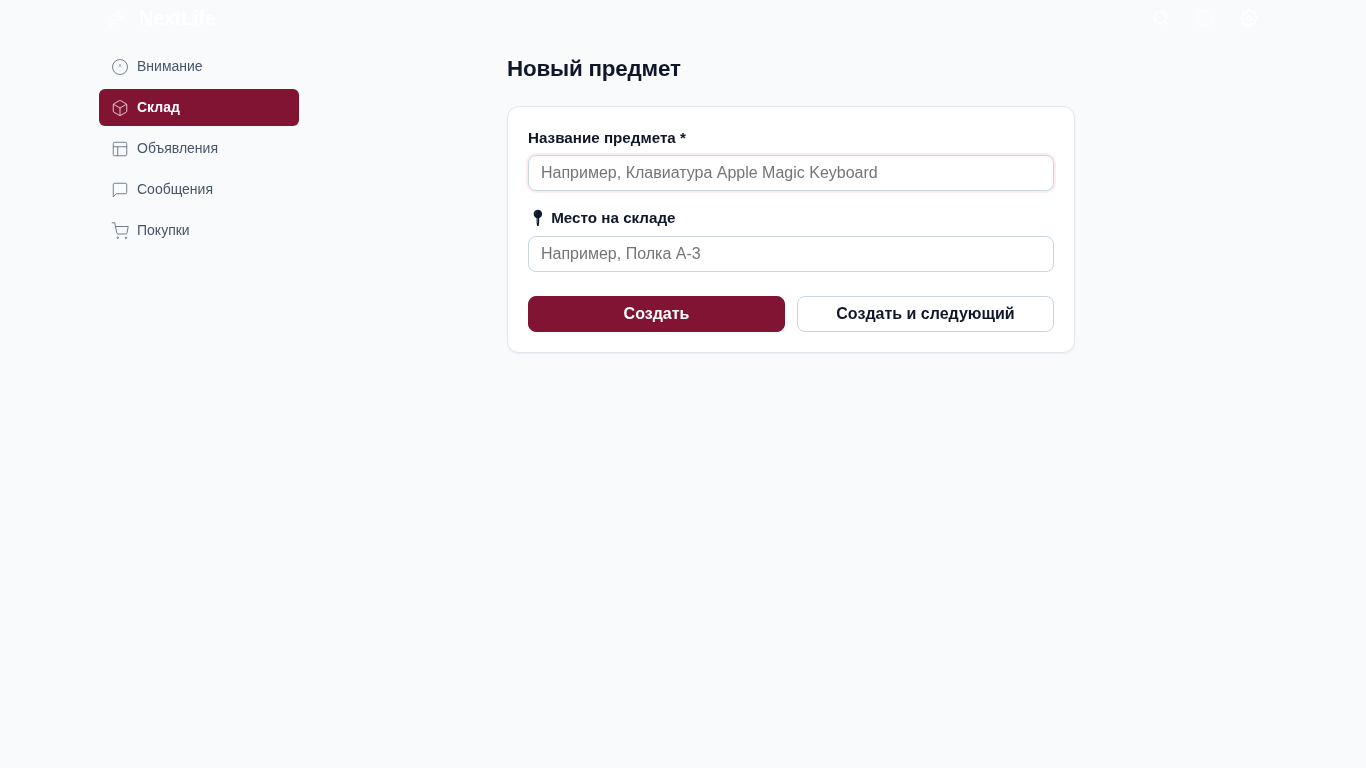 NextLife
Внимание
Склад
Объявления
Сообщения
Покупки
Новый предмет
Название предмета *
Например, Клавиатура Apple Magic Keyboard
Место на складе
Например, Полка А-3
Создать
Создать и следующий